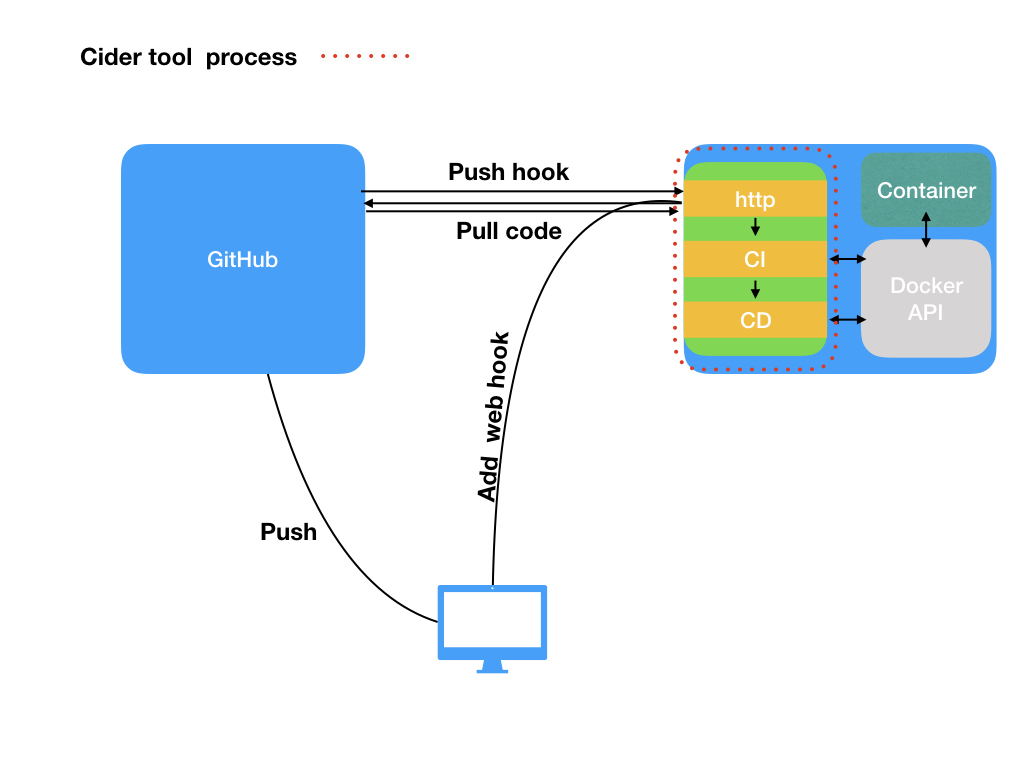 Cider tool  process
Push hook
Pull code
GitHub
http
CI
CD
Container
Docker
API
Add  web hook
Push